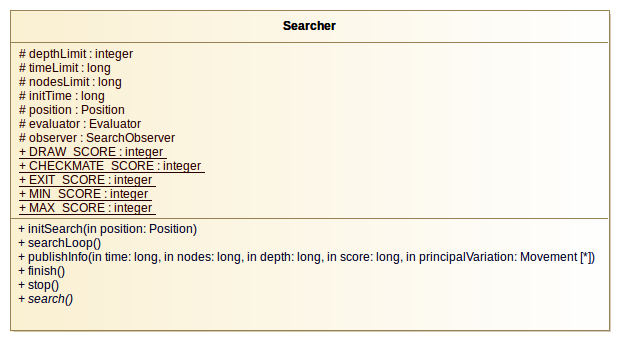 Searcher
# depthLimit : integer
# timeLimit : long
# nodesLimit : long
# initTime : long
# position : Position
# evaluator : Evaluator
# observer : SearchObserver
+ DRAW_SCORE : integer
+ CHECKMATE_SCORE : integer
+ EXIT_SCORE : integer
+ MIN_SCORE : integer
+ MAX_SCORE : integer
+ initSearch(in position: Position)
+ searchLoop()
+ publishInfo(in time: long, in nodes: long, in depth: long, in score: long, in principalVariation: Movement [*])
+ finish()
+ stop()
+ search()